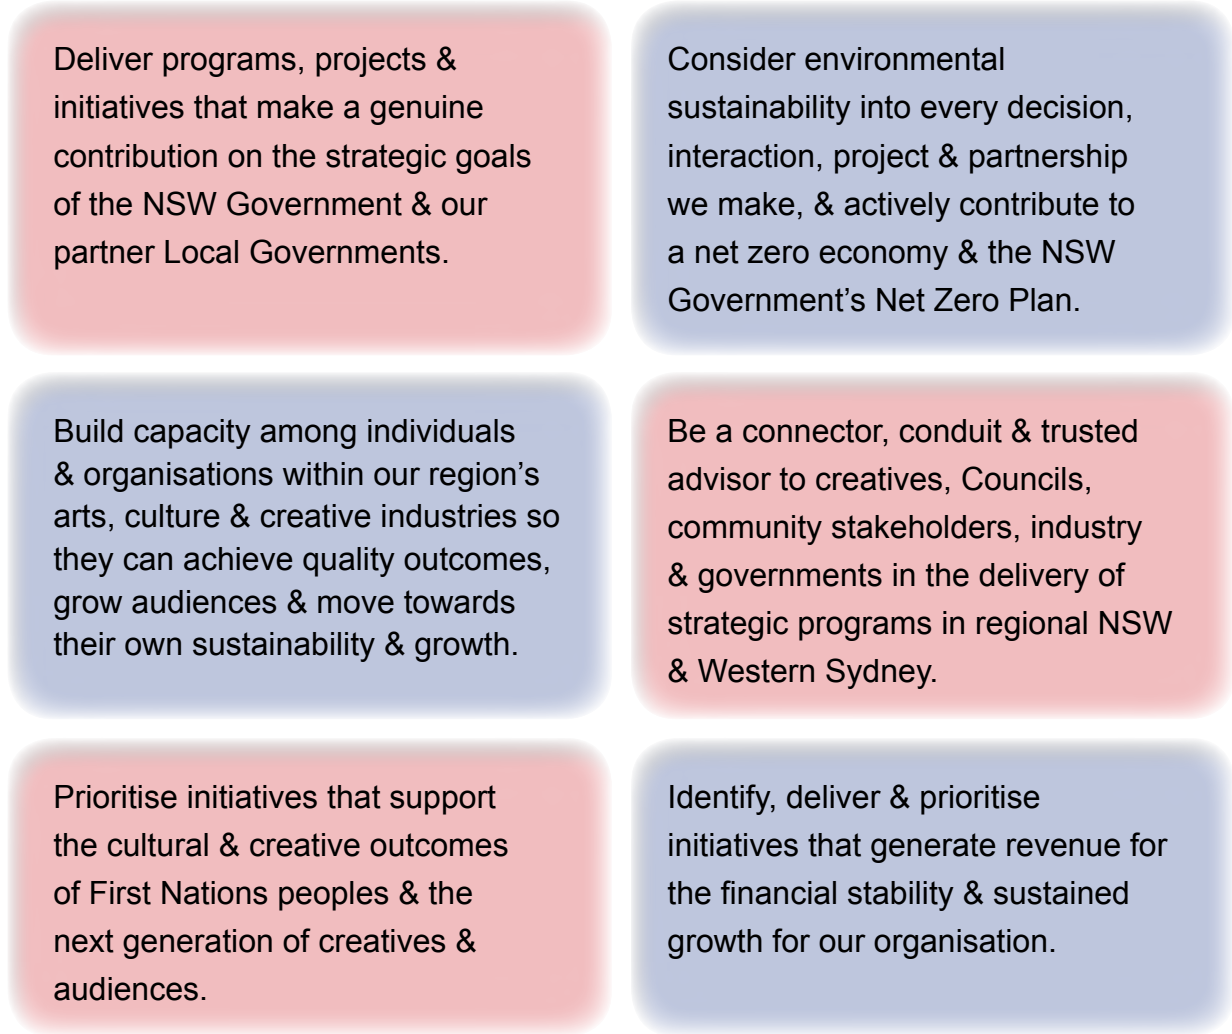 Deliver programs, projects &
initiatives that make a genuine
contribution on the strategic goals
of the NSW Government & our
partner Local Governments.
Consider environmental
sustainability into every decision,
interaction, project & partnership
we make, & actively contribute to
a net zero economy & the NSW
Government’s Net Zero Plan.
Build capacity among individuals
& organisations within our region’s
arts, culture & creative industries so
they can achieve quality outcomes,
grow audiences & move towards
their own sustainability & growth.
Be a connector, conduit & trusted
advisor to creatives, Councils,
community stakeholders, industry
& governments in the delivery of
strategic programs in regional NSW
& Western Sydney.
Prioritise initiatives that support
the cultural & creative outcomes
of First Nations peoples & the
next generation of creatives &
audiences.
Identify, deliver & prioritise
initiatives that generate revenue for
the financial stability & sustained
growth for our organisation.